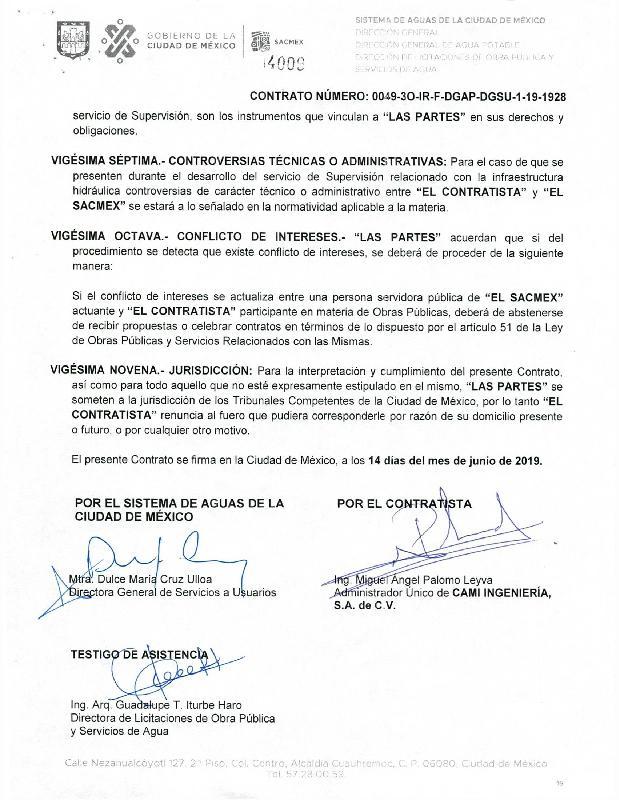 GOBIERNO DE LA
CIUDAD DE MÉXICO
SACMEX
4009
SISTEMA DE AGUAS DE LA CIUDAD DE MÉXICO
DIRECCIÓN GENERAL
DIRECCIÓN GENERAL DE AGUA POTABLE
DIRECCIÓN DE LICITACIONES DE OBRA PÚBLICA Y
SERVICIOS DE AGUA
CONTRATO NÚMERO: 0049-3O-IR-F-DGAP-DGSU-1-19-1928
servicio de Supervisión, son los instrumentos que vinculan a “LAS PARTES” en sus derechos y
obligaciones.
VIGÉSIMA SÉPTIMA.- CONTROVERSIAS TÉCNICAS O ADMINISTRATIVAS: Para el caso de que se
presenten durante el desarrollo del servicio de Supervisión relacionado con la infraestructura
hidráulica controversias de carácter técnico o administrativo entre “EL CONTRATISTA” y “EL
SACMEX” se estará a lo señalado en la normatividad aplicable a la materia.
VIGÉSIMA OCTAVA.- CONFLICTO DE INTERESES.- “LAS PARTES” acuerdan que si del
procedimiento se detecta que existe conflicto de intereses, se deberá de proceder de la siguiente
manera:
Si el conflicto de intereses se actualiza entre una persona servidora pública de “EL SACMEX”
actuante y “EL CONTRATISTA” participante en materia de Obras Públicas, deberá de abstenerse
de recibir propuestas o celebrar contratos en términos de lo dispuesto por el articulo 51 de la Ley
de Obras Públicas y Servicios Relacionados con las Mismas.
VIGÉSIMA NOVENA.- JURISDICCIÓN: Para la interpretación y cumplimiento del presente Contrato,
así como para todo aquello que no esté expresamente estipulado en el mismo, “LAS PARTES” se
someten a la jurisdicción de los Tribunales Competentes de la Ciudad de México, por lo tanto “EL
CONTRATISTA” renuncia al fuero que pudiera corresponderle por razón de su domicilio presente
o futuro, o por cualquier otro motivo.
El presente Contrato se firma en la Ciudad de México, a los 14 días del mes de junio de 2019.
POR EL SISTEMA DE AGUAS DE LA
CIUDAD DE MÉXICO
POR EL CONTRATISTA
Mtra. Dulce María Cruz Ulloa
Directora General de Servicios a Usuarios
Ing. Miguel Ángel Palomo Leyva
Administrador Único de CAMI INGENIERÍA,
S.A. de C.V.
TESTIGO DE ASISTENCIA
Ing. Arq. Guadalupe T. Iturbe Haro
Directora de Licitaciones de Obra Pública
y Servicios de Agua
Calle Nezahualcóyotl 127, 2º Piso, Col. Centro, Alcaldía Cuauhtémoc, C. P. 06080, Ciudad de México
Tel. 57 28 00 53.
19